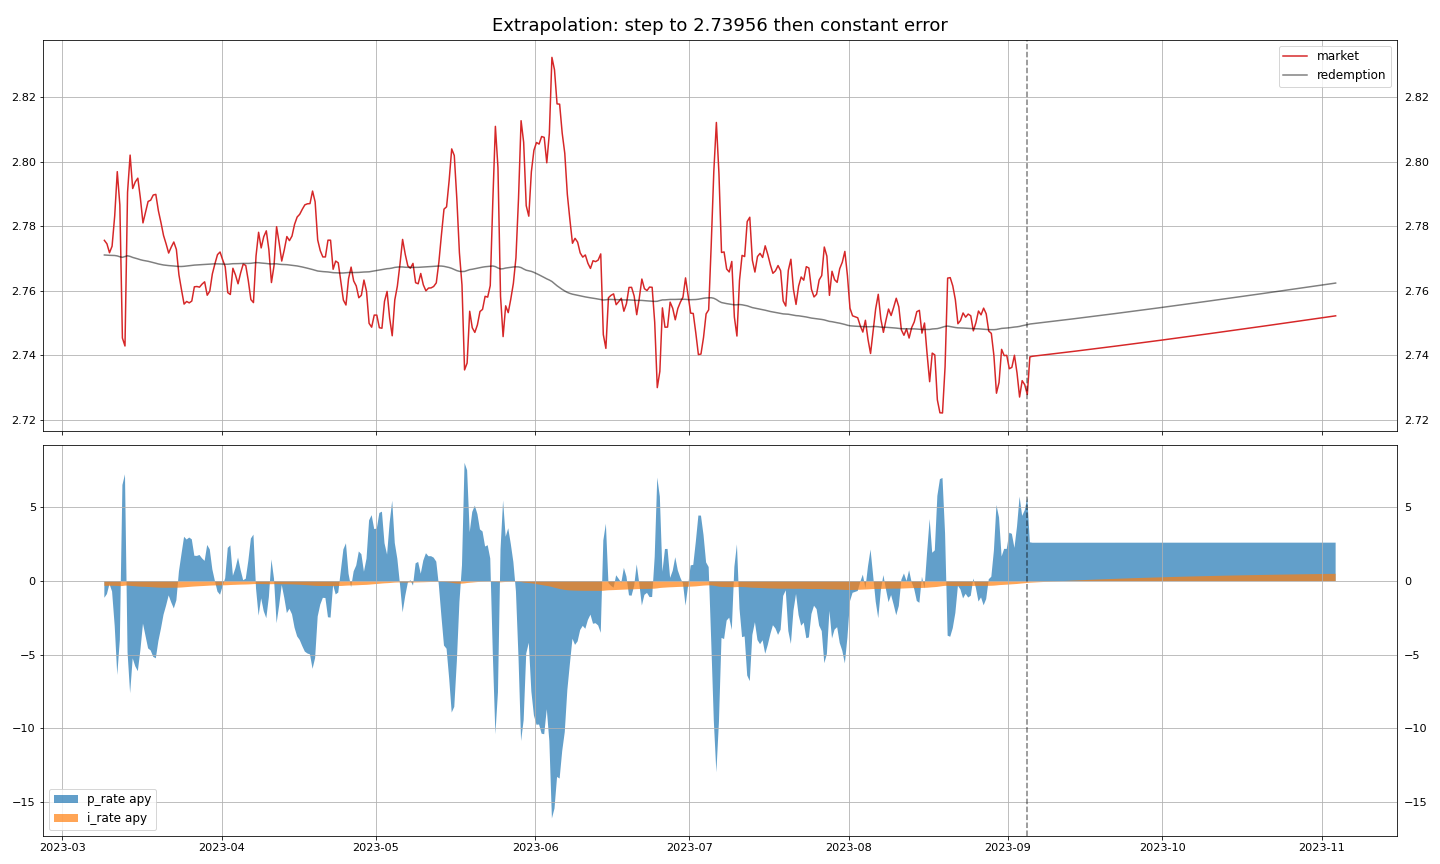 Extrapolation: step to 2.73956 then constant error
market
redemption
2.82 2.82
2.80 2.80
2.78 2.78
2.76 2.76
2.74 2.74
2.72 2.72
5 5
0 0
−5 −5
−10 −10
−15 −15
p_rate apy
i_rate apy
2023-03 2023-04 2023-05 2023-06 2023-07 2023-08 2023-09 2023-10 2023-11